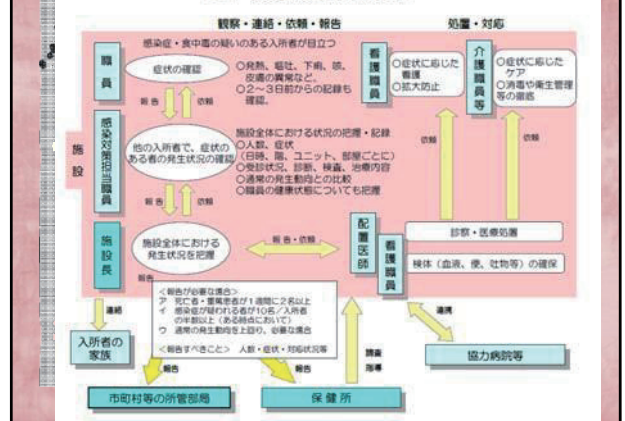 観察・連絡・依頼・報告
処置・対応
感染症・食中毒の疑いのある入所者が目立つ
職員
症状の確認
○発熱、嘔吐、下痢、咳、
皮膚の異常など。
○2~3日前からの記録も
確認。
看護職員
○症状に応じた
看護
○拡大防止
介護職員等
○症状に応じた
ケア
○消毒や衛生管理
等の徹底
報告
依頼
施設
感染対策担当職員
他の入所者で、症状の
ある者の発生状況の確認
施設全体における状況の把握・記録
○人数、症状
(日時、階、ユニット、部屋ごとに)
○受診状況、診断、検査、治療内容
○通常の発生動向との比較
○職員の健康状態についても把握
依頼
依頼
報告
依頼
施設長
施設全体における
発生状況を把握
報告・依頼
配置医師
看護職員
診察・医療処置
検体(血液、便、吐物等)の確保
報告
<報告が必要な場合>
ア 死亡者・重篤患者が1週間に2名以上
イ 感染症が疑われる者が10名/入所者
の半数以上(ある時点において)
ウ 通常の発生動向を上回り、必要な場合
<報告すべきこと> 人数・症状・対応状況等
連絡
入所者の
家族
調査
指導
連携
協力病院等
報告
報告
市町村等の所管部局
保健所